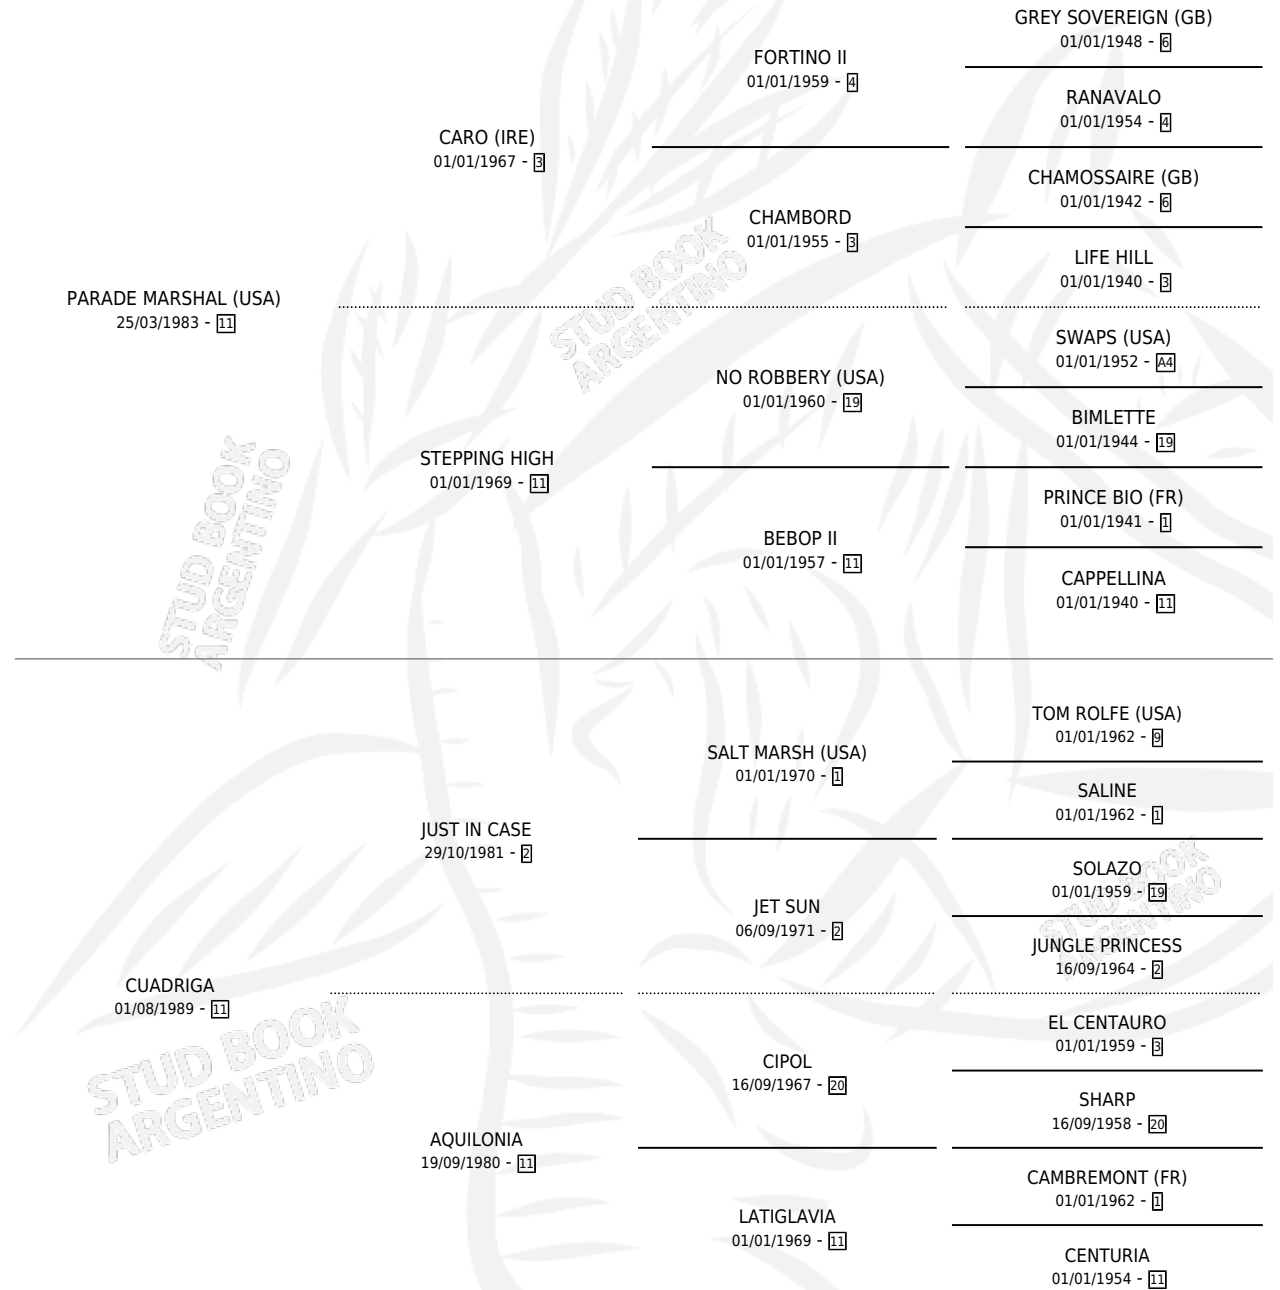 GREY SOVEREIGN (GB)
01/01/1948 - 6
FORTINO II
01/01/1959 - 4
RANAVALO
01/01/1954 - 4
CARO (IRE)
01/01/1967 - 3
CHAMOSSAIRE (GB)
01/01/1942 - 6
CHAMBORD
01/01/1955 - 3
LIFE HILL
01/01/1940 - 3
PARADE MARSHAL (USA)
25/03/1983 - 11
SWAPS (USA)
01/01/1952 - A4
NO ROBBERY (USA)
01/01/1960 - 19
BIMLETTE
01/01/1944 - 19
STEPPING HIGH
01/01/1969 - 11
PRINCE BIO (FR)
01/01/1941 - 1
BEBOP II
01/01/1957 - 11
CAPPELLINA
01/01/1940 - 11
TOM ROLFE (USA)
01/01/1962 - 9
SALT MARSH (USA)
01/01/1970 - 1
SALINE
01/01/1962 - 1
JUST IN CASE
29/10/1981 - 2
SOLAZO
01/01/1959 - 19
JET SUN
06/09/1971 - 2
JUNGLE PRINCESS
16/09/1964 - 2
CUADRIGA
01/08/1989 - 11
EL CENTAURO
01/01/1959 - 3
CIPOL
16/09/1967 - 20
SHARP
16/09/1958 - 20
AQUILONIA
19/09/1980 - 11
CAMBREMONT (FR)
01/01/1962 - 1
LATIGLAVIA
01/01/1969 - 11
CENTURIA
01/01/1954 - 11
STUD BOOK
ARGENTINO
STUD BOOK
ARGENTINO
STUD BOOK
ARGENTINO
STUD BOOK
ARGENTINO